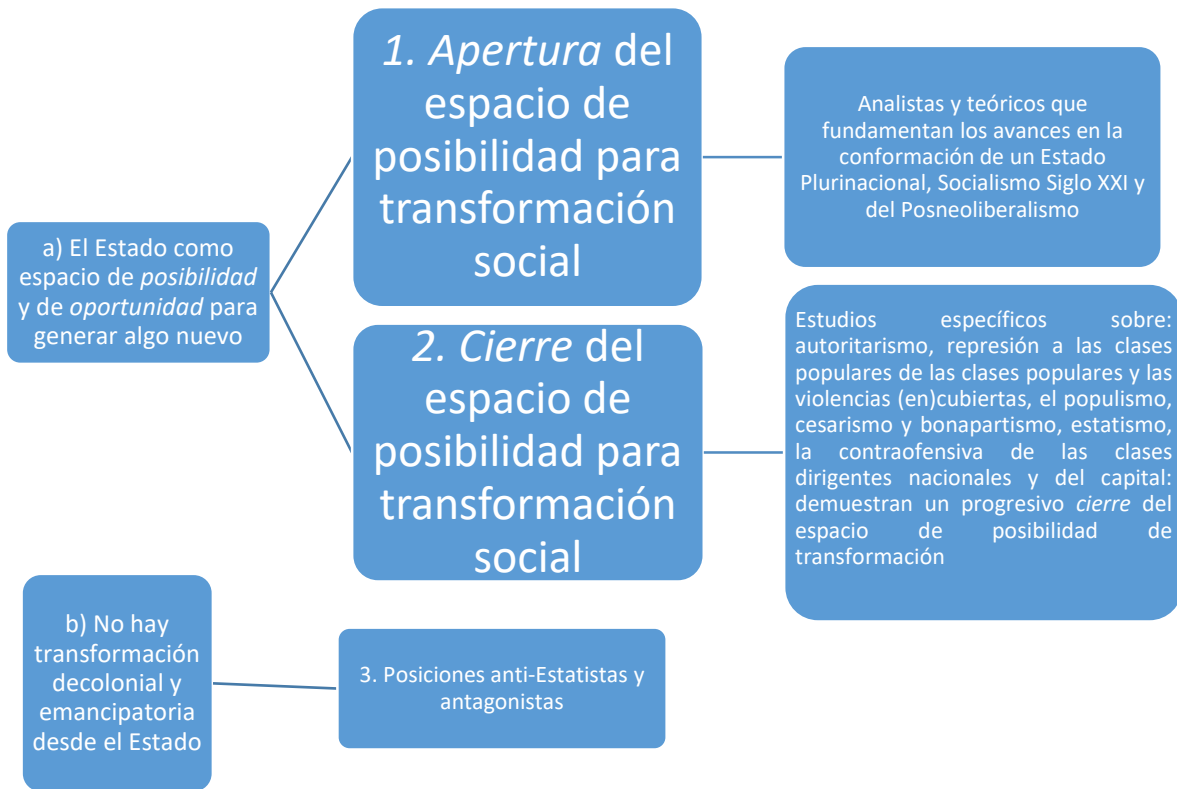 a) El Estado como
espacio de posibilidad
y de oportunidad para
generar algo nuevo
1. Apertura del
espacio de
posibilidad para
transformación
social
Analistas y teóricos que
fundamentan los avances en la
conformación de un Estado
Plurinacional, Socialismo Siglo XXI y
del Posneoliberalismo
2. Cierre del
espacio de
posibilidad para
transformación
social
Estudios específicos sobre:
autoritarismo, represión a las clases
populares de las clases populares y las
violencias (en)cubiertas, el populismo,
cesarismo y bonapartismo, estatismo,
la contraofensiva de las clases
dirigentes nacionales y del capital:
demuestran un progresivo cierre del
espacio de posibilidad de
transformación
b) No hay
transformación
decolonial y
emancipatoria
desde el Estado
3. Posiciones anti-Estatistas y
antagonistas